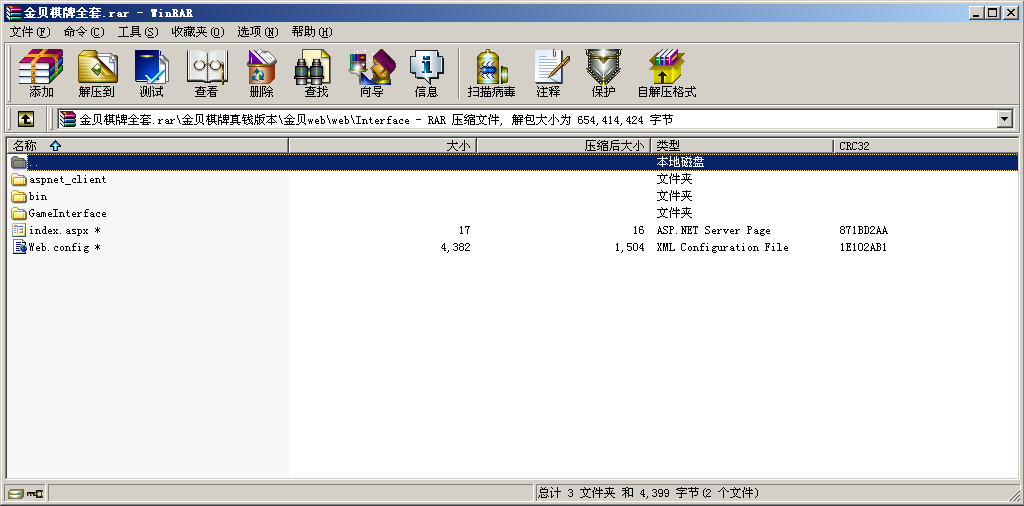 金贝棋牌全套.rar - WinRAR
文件(F) 命令(C) 工具(S) 收藏夹(O) 选项(N) 帮助(H)
添加 解压到 测试 查看 删除 查找 向导 信息 扫描病毒 注释 保护 自解压格式
金贝棋牌全套.rar\金贝棋牌真钱版本\金贝web\web\Interface - RAR 压缩文件, 解包大小为 654,414,424 字节
名称 大小 压缩后大小 类型 CRC32
.. 本地磁盘
aspnet_client 文件夹
bin 文件夹
GameInterface 文件夹
index.aspx * 17 16 ASP.NET Server Page 871BD2AA
Web.config * 4,382 1,504 XML Configuration File 1E102AB1
总计 3 文件夹 和 4,399 字节(2 个文件)